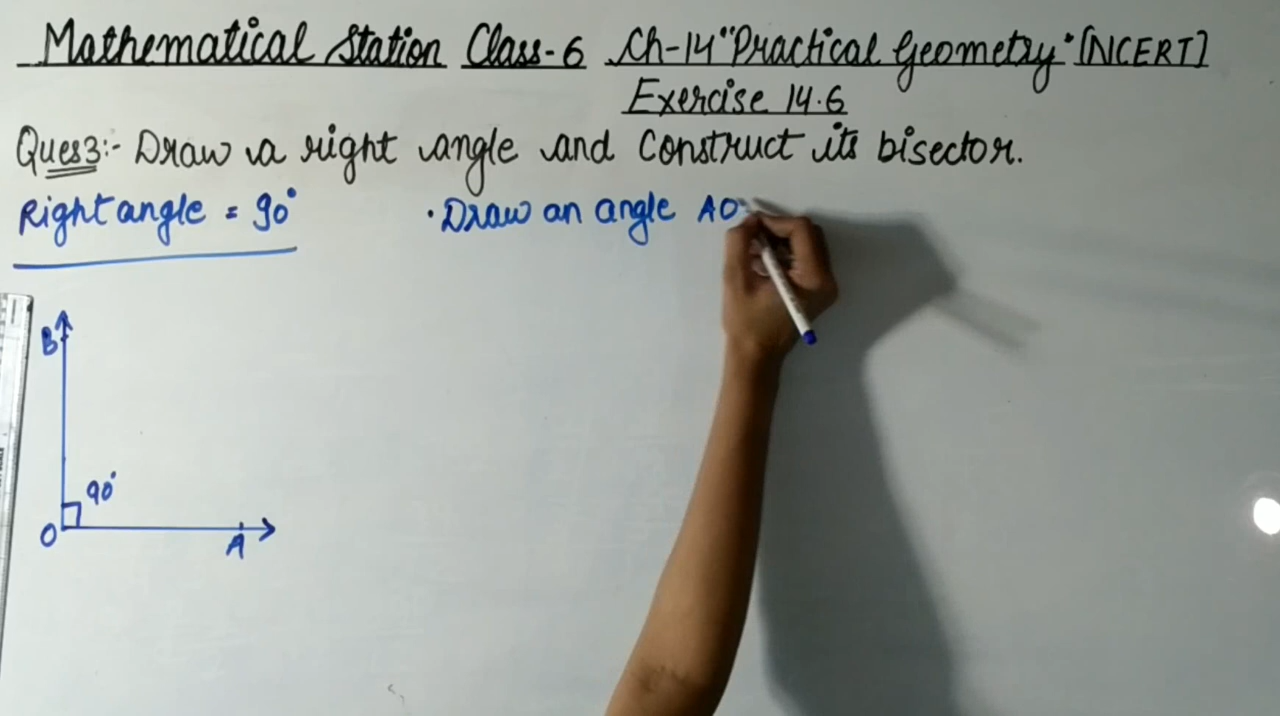 Mathematical Station Class-6 Ch-14 "Practical Geometry" [NCERT]
Exercise 14.6
Ques3:- Draw a right angle and construct its bisector.
Right angle = 90°
·Draw an angle AO
B
90°
O
A